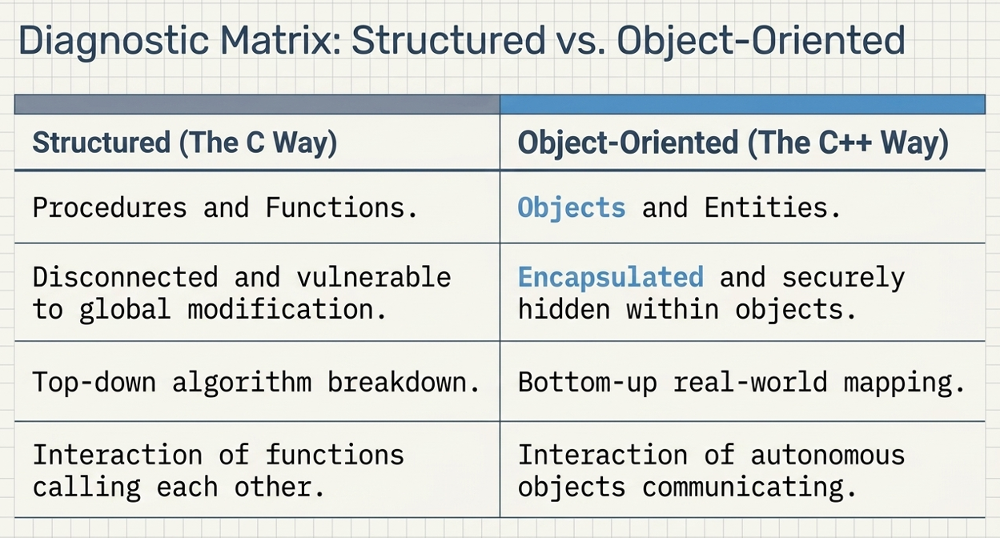 Diagnostic Matrix: Structured vs. Object-Oriented
Structured (The C Way)
Object-Oriented (The C++ Way)
Procedures and Functions.
Objects and Entities.
Disconnected and vulnerable
to global modification.
Encapsulated and securely
hidden within objects.
Top-down algorithm breakdown.
Bottom-up real-world mapping.
Interaction of functions
calling each other.
Interaction of autonomous
objects communicating.